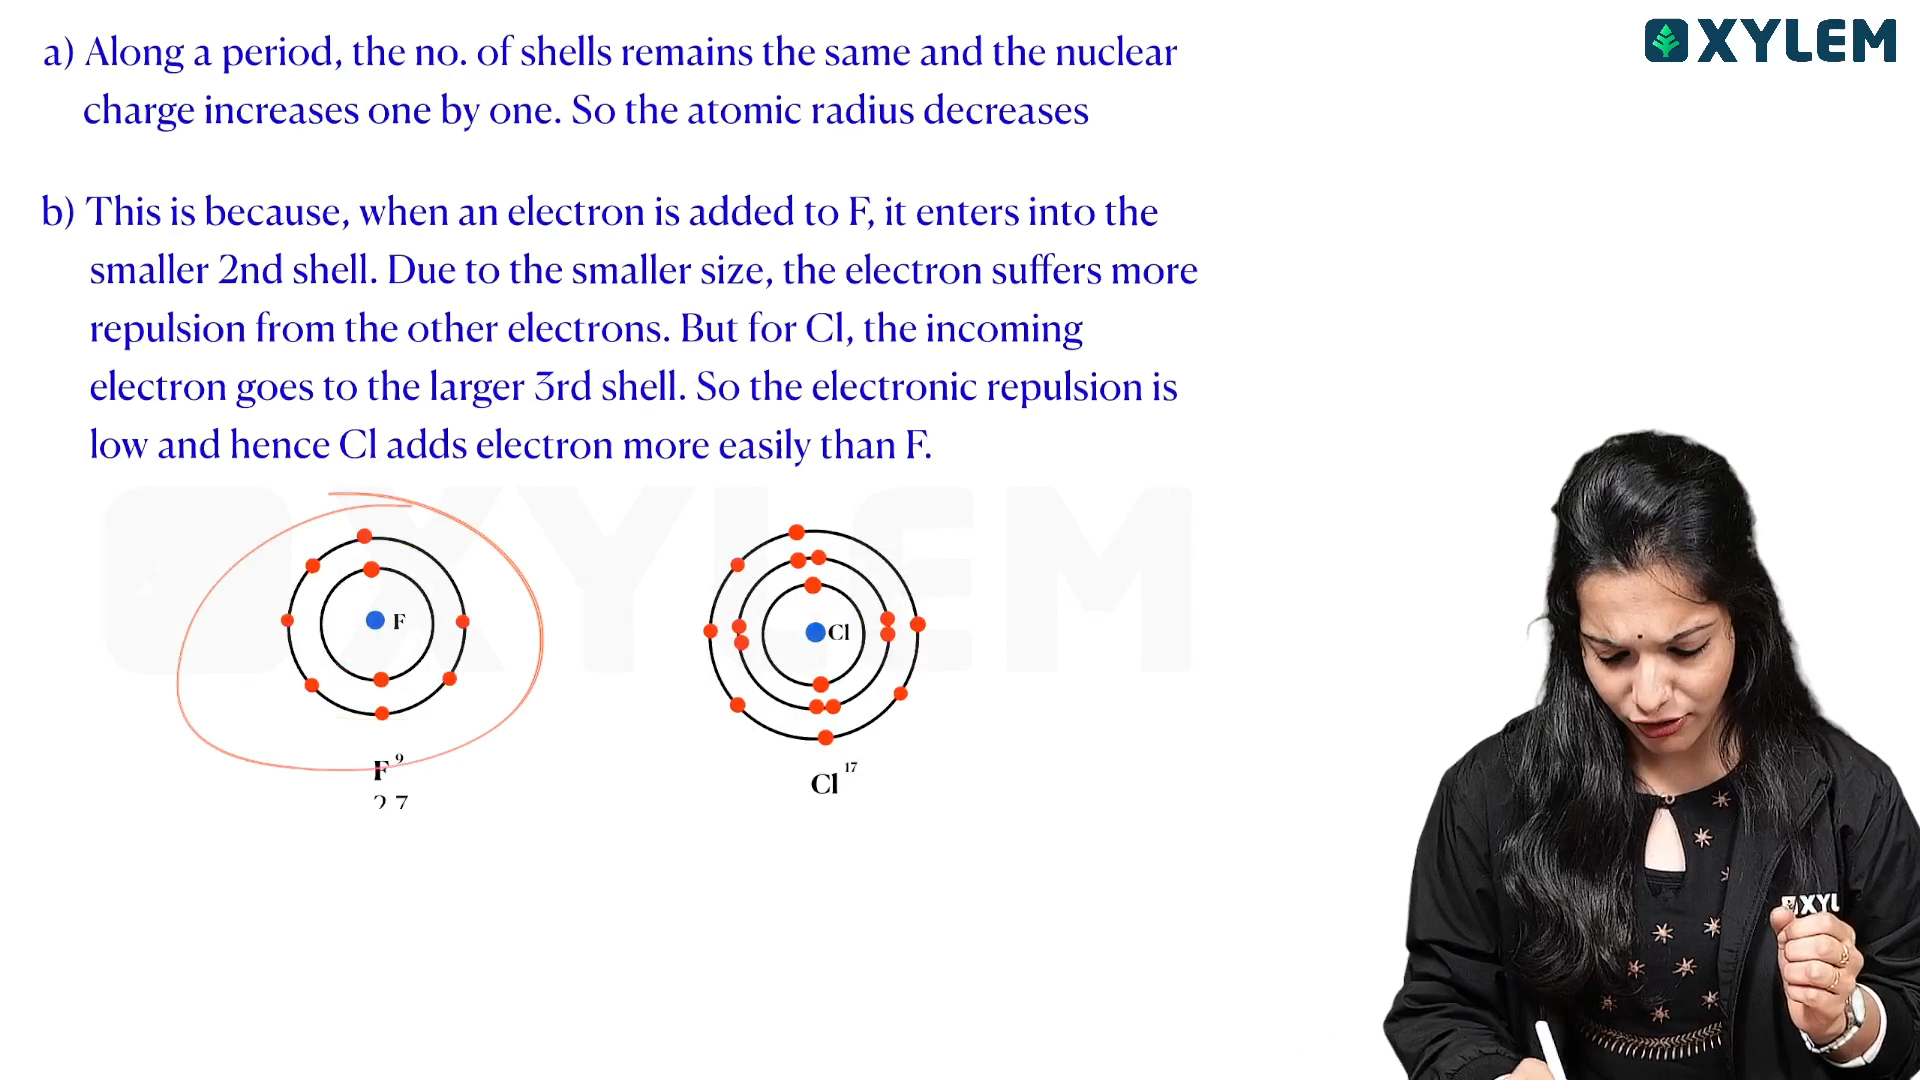 XYLEM
a) Along a period, the no. of shells remains the same and the nuclear
charge increases one by one. So the atomic radius decreases
b) This is because, when an electron is added to F, it enters into the
smaller 2nd shell. Due to the smaller size, the electron suffers more
repulsion from the other electrons. But for Cl, the incoming
electron goes to the larger 3rd shell. So the electronic repulsion is
low and hence Cl adds electron more easily than F.
XYLEM
F
Cl
F 9
2 7
Cl 17
XYL